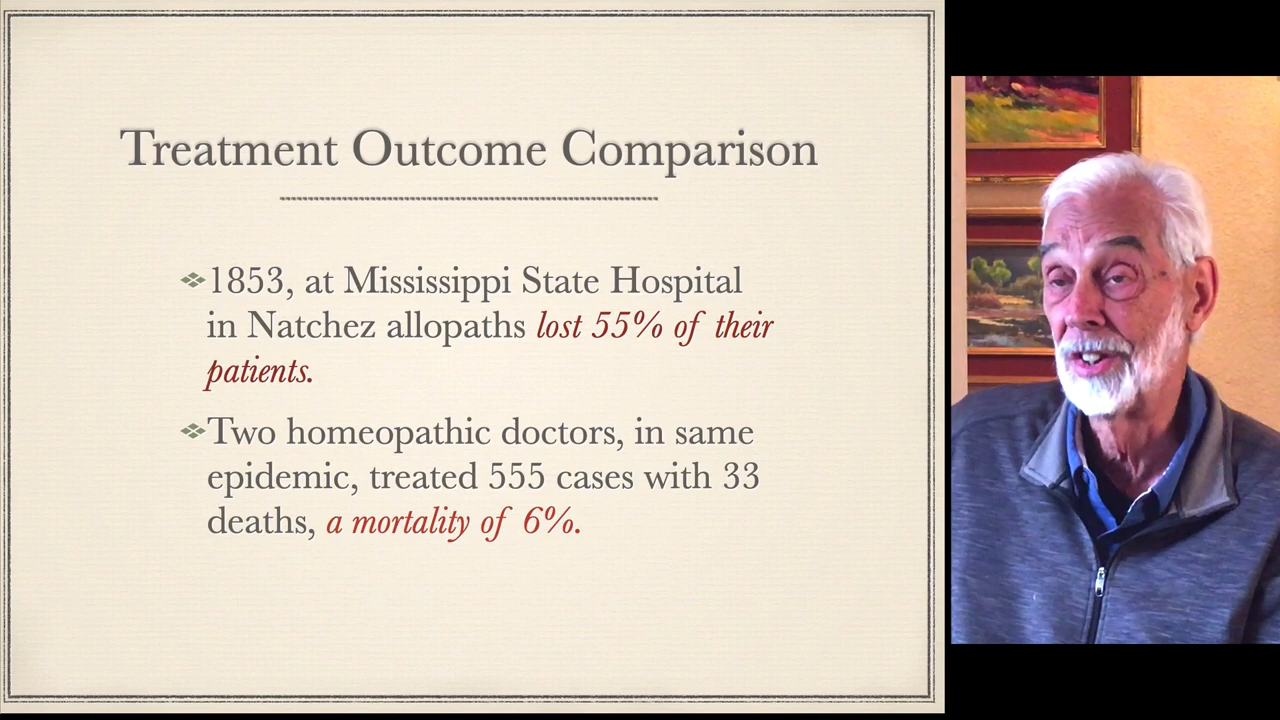 Treatment Outcome Comparison
1853, at Mississippi State Hospital
in Natchez allopaths lost 55% of their
patients.
Two homeopathic doctors, in same
epidemic, treated 555 cases with 33
deaths, a mortality of 6%.